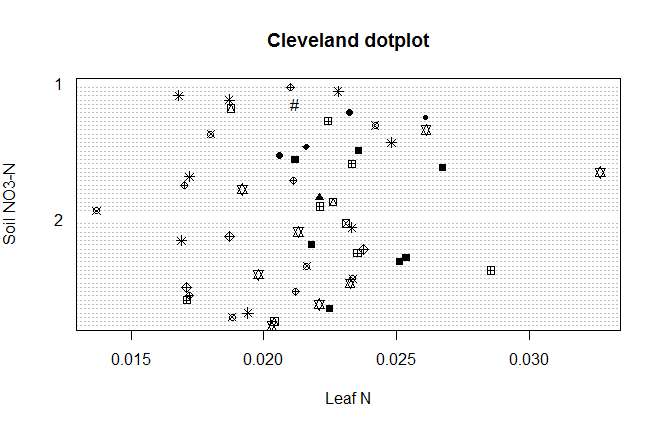 Cleveland dotplot
1
#
2
Soil NO3-N
0.015 0.020 0.025 0.030
Leaf N